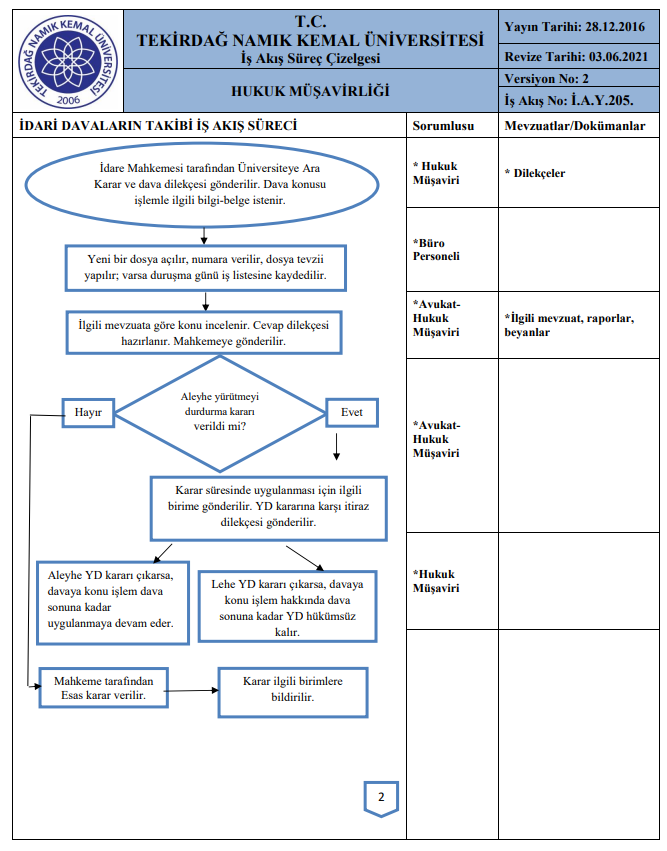 TEKİRDAĞ NAMIK KEMAL ÜNİVERSİTESİ
2006
T.C.
TEKİRDAĞ NAMIK KEMAL ÜNİVERSİTESİ
İş Akış Süreç Çizelgesi
HUKUK MÜŞAVİRLİĞİ
Yayın Tarihi: 28.12.2016
Revize Tarihi: 03.06.2021
Versiyon No: 2
İş Akış No: İ.A.Y.205.
İDARİ DAVALARIN TAKİBİ İŞ AKIŞ SÜRECİ
Sorumlusu
Mevzuatlar/Dokümanlar
İdare Mahkemesi tarafından Üniversiteye Ara
Karar ve dava dilekçesi gönderilir. Dava konusu
işlemle ilgili bilgi-belge istenir.
* Hukuk
Müşaviri
* Dilekçeler
Yeni bir dosya açılır, numara verilir, dosya tevzii
yapılır; varsa duruşma günü iş listesine kaydedilir.
*Büro
Personeli
İlgili mevzuata göre konu incelenir. Cevap dilekçesi
hazırlanır. Mahkemeye gönderilir.
*Avukat-
Hukuk
Müşaviri
*İlgili mevzuat, raporlar,
beyanlar
Aleyhe yürütmeyi
durdurma kararı
verildi mi?
Hayır
Evet
*Avukat-
Hukuk
Müşaviri
Karar süresinde uygulanması için ilgili
birime gönderilir. YD kararına karşı itiraz
dilekçesi gönderilir.
Aleyhe YD kararı çıkarsa,
davaya konu işlem dava
sonuna kadar
uygulanmaya devam eder.
Lehe YD kararı çıkarsa, davaya
konu işlem hakkında dava
sonuna kadar YD hükümsüz
kalır.
*Hukuk
Müşaviri
Mahkeme tarafından
Esas karar verilir.
Karar ilgili birimlere
bildirilir.
2